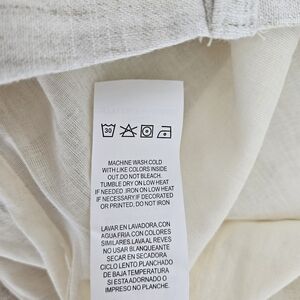 30
MACHINE WASH COLD
WITH LIKE COLORS INSIDE
OUT.DO NOT BLEACH.
TUMBLE DRY ON LOW HEAT
IF NEEDED.IRON ON LOW HEAT
IF NECESSARY.IF DECORATED
OR PRINTED, DO NOT IRON
LAVAR EN LAVADORA,CON
AGUA FRIA,CON COLORES
SIMILARES.LAVA AL REVES
NO USAR BLANQUEANTE
SECAR EN SECADORA
CICLO LENTO PLANCHADO
DE BAJA TEMPERATURA
SI ESTA ADORNADO O
IMPRESO NO PLANCHE.